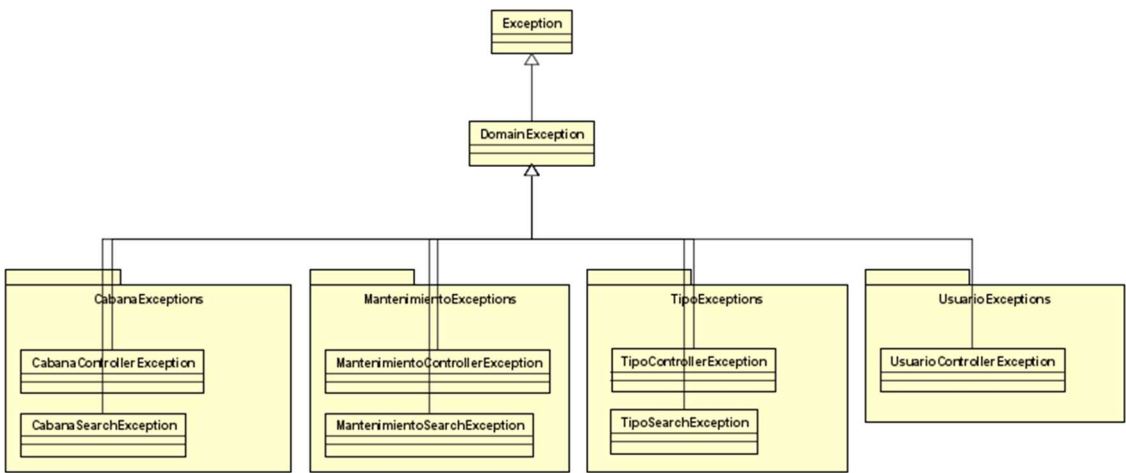 Exception
DomainException
CabanaExceptions
MantenimientoExceptions
TipoExceptions
UsuarioExceptions
CabanaControllerException
MantenimientoControllerException
TipoControllerException
UsuarioControllerException
CabanaSearchException
MantenimientoSearchException
TipoSearchException